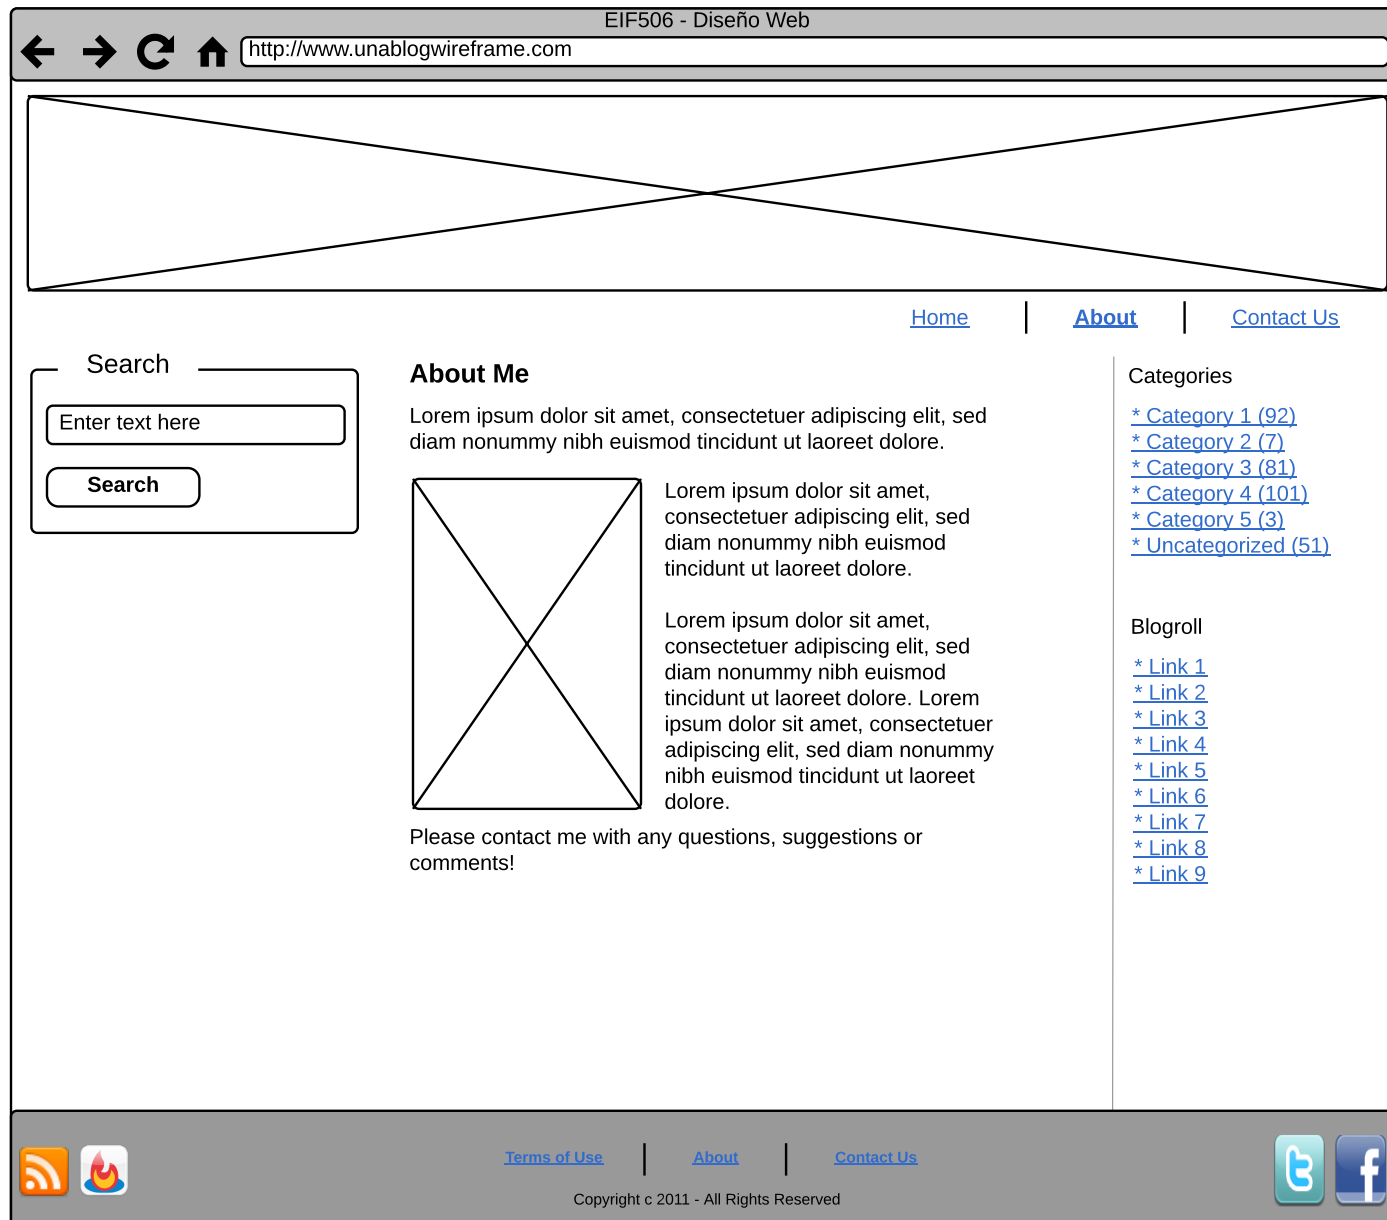 EIF506 - Diseño Web
http://www.unablogwireframe.com
Home
About
Contact Us
Search
Enter text here
Search
About Me
Lorem ipsum dolor sit amet, consectetuer adipiscing elit, sed
diam nonummy nibh euismod tincidunt ut laoreet dolore.
Lorem ipsum dolor sit amet,
consectetuer adipiscing elit, sed
diam nonummy nibh euismod
tincidunt ut laoreet dolore.
Lorem ipsum dolor sit amet,
consectetuer adipiscing elit, sed
diam nonummy nibh euismod
tincidunt ut laoreet dolore. Lorem
ipsum dolor sit amet, consectetuer
adipiscing elit, sed diam nonummy
nibh euismod tincidunt ut laoreet
dolore.
Please contact me with any questions, suggestions or
comments!
Categories
* Category 1 (92)
* Category 2 (7)
* Category 3 (81)
* Category 4 (101)
* Category 5 (3)
* Uncategorized (51)
Blogroll
* Link 1
* Link 2
* Link 3
* Link 4
* Link 5
* Link 6
* Link 7
* Link 8
* Link 9
Terms of Use
About
Contact Us
Copyright c 2011 - All Rights Reserved
t
f